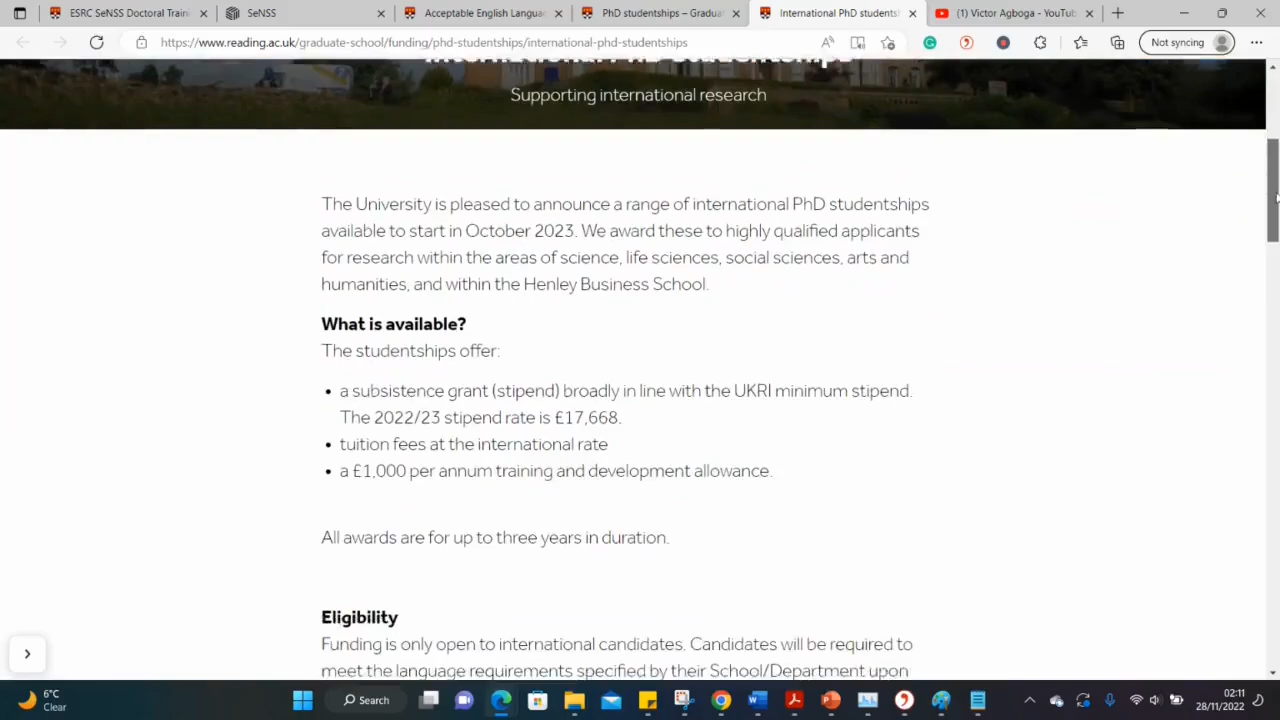 ESRC SeNSS Doctoral Train
SeNSS
Acceptable English Languag
PhD studentships – Graduat
International PhD students
(1) Victor Agboga - YouTub
https://www.reading.ac.uk/graduate-school/funding/phd-studentships/international-phd-studentships
Not syncing
International PhD studentships
Supporting international research
The University is pleased to announce a range of international PhD studentships
available to start in October 2023. We award these to highly qualified applicants
for research within the areas of science, life sciences, social sciences, arts and
humanities, and within the Henley Business School.
What is available?
The studentships offer:
• a subsistence grant (stipend) broadly in line with the UKRI minimum stipend.
The 2022/23 stipend rate is £17,668.
• tuition fees at the international rate
• a £1,000 per annum training and development allowance.
All awards are for up to three years in duration.
Eligibility
Funding is only open to international candidates. Candidates will be required to
meet the language requirements specified by their School/Department upon
6°C
Clear
Search
02:11
28/11/2022